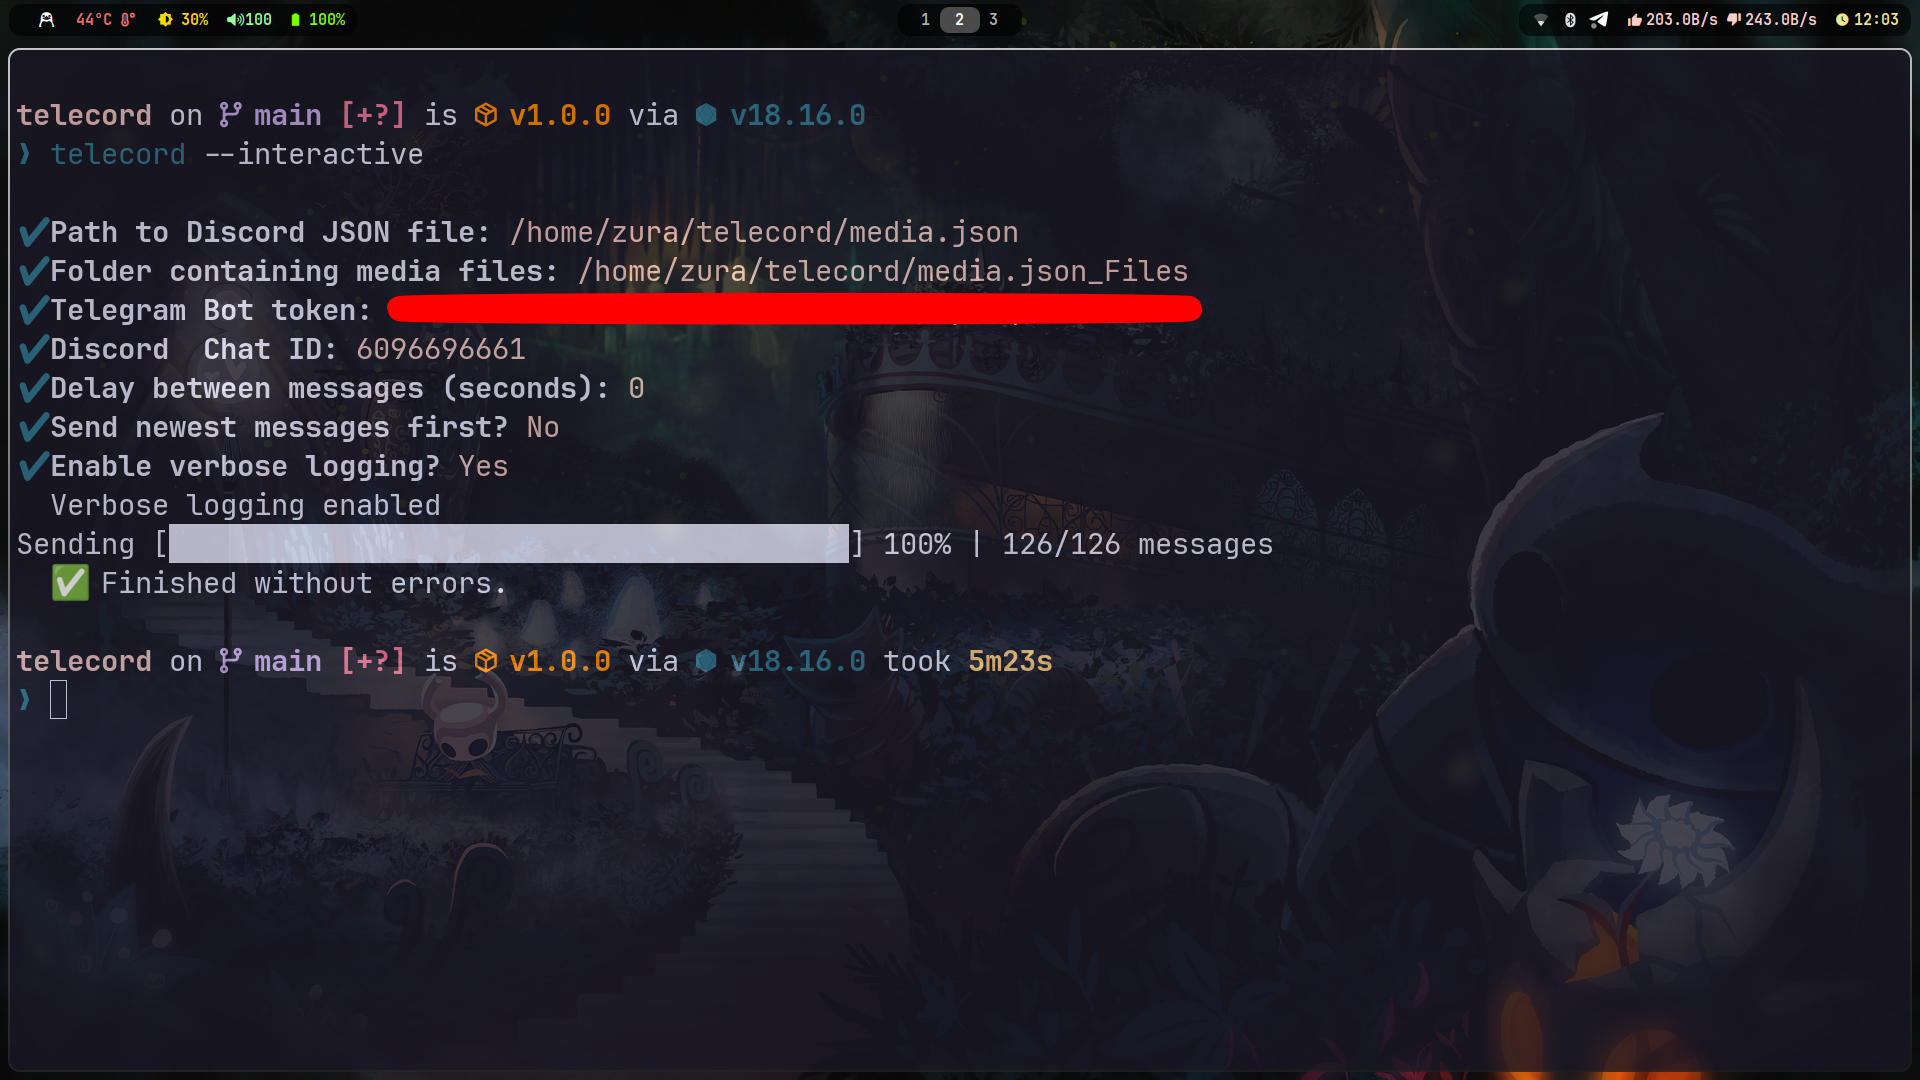 44°C 30% 100 100% 1 2 3 203.0B/s 243.0B/s 12:03
telecord on main [+?] is v1.0.0 via v18.16.0
❯ telecord --interactive
✔Path to Discord JSON file: /home/zura/telecord/media.json
✔Folder containing media files: /home/zura/telecord/media.json_Files
✔Telegram Bot token:
✔Discord  Chat ID: 6096696661
✔Delay between messages (seconds): 0
✔Send newest messages first? No
✔Enable verbose logging? Yes
Verbose logging enabled
Sending [████████████████████████████████████████] 100% | 126/126 messages
✅ Finished without errors.
telecord on main [+?] is v1.0.0 via v18.16.0 took 5m23s
❯